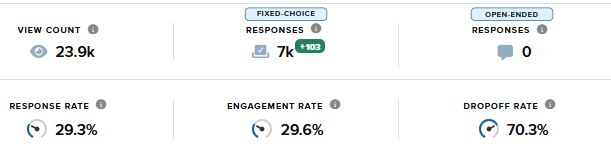 FIXED-CHOICE
OPEN-ENDED
VIEW COUNT
RESPONSES
RESPONSES
23.9k
7k +103
0
RESPONSE RATE
ENGAGEMENT RATE
DROPOFF RATE
29.3%
29.6%
70.3%